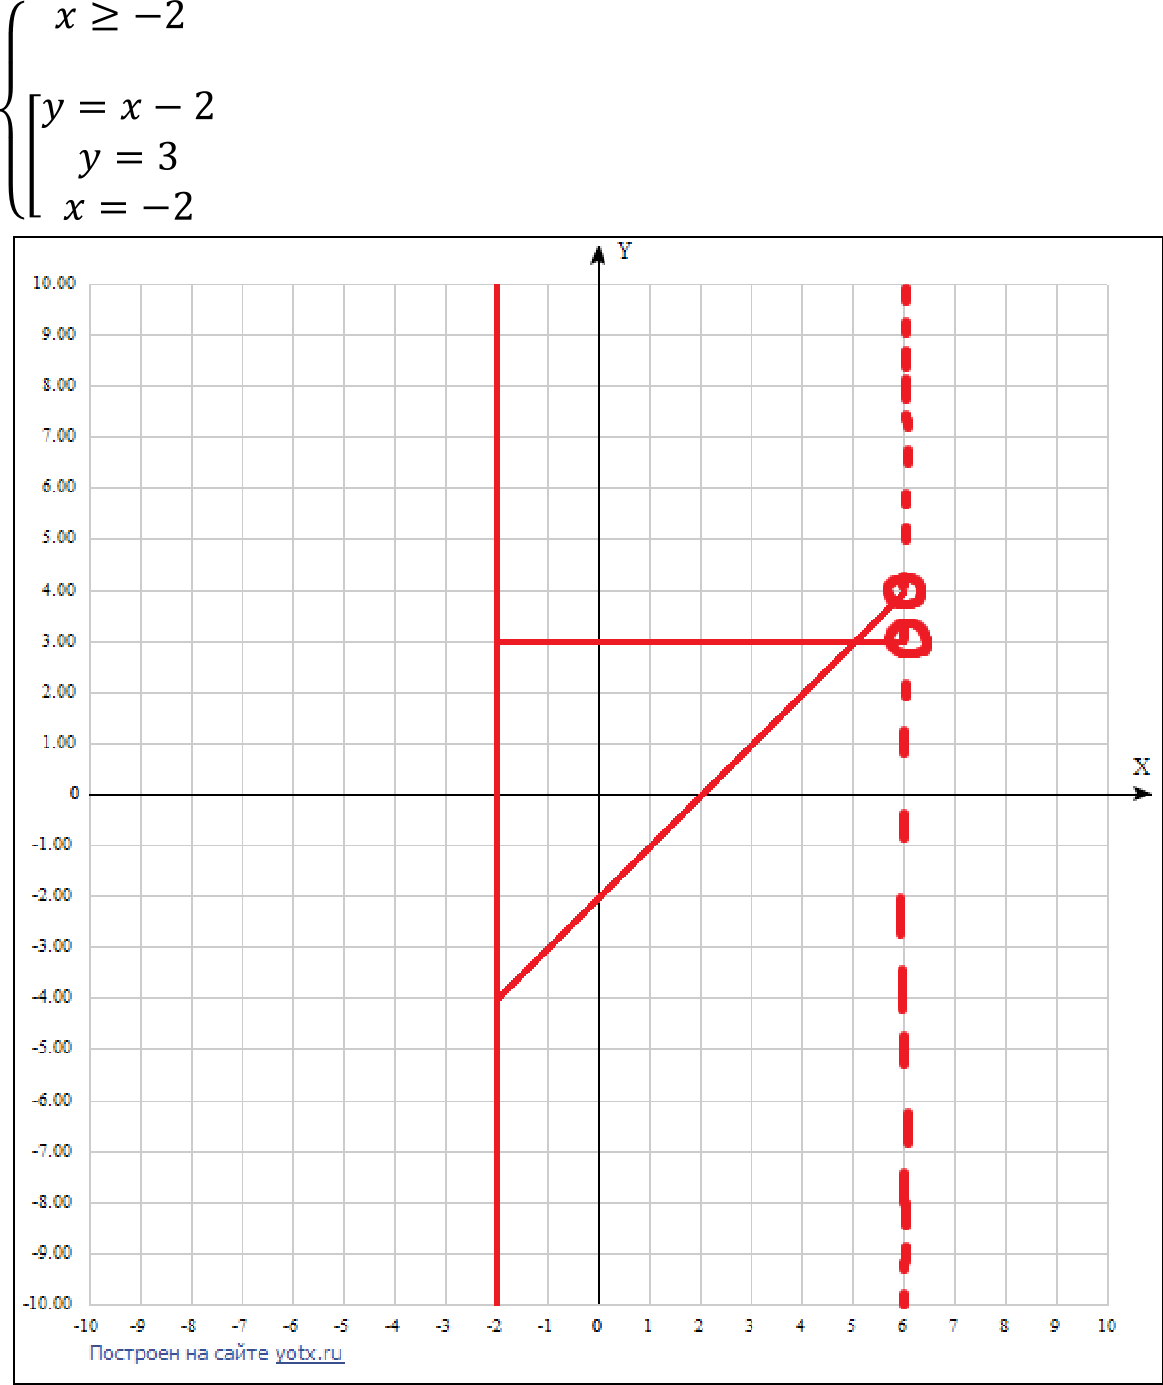 x ≥ −2
y = x − 2
y = 3
x = −2
Y
10.00
9.00
8.00
7.00
6.00
5.00
4.00
3.00
2.00
1.00
X
0
-1.00
-2.00
-3.00
-4.00
-5.00
-6.00
-7.00
-8.00
-9.00
-10.00
-10 -9 -8 -7 -6 -5 -4 -3 -2 -1 0 1 2 3 4 5 6 7 8 9 10
Построен на сайте yotx.ru